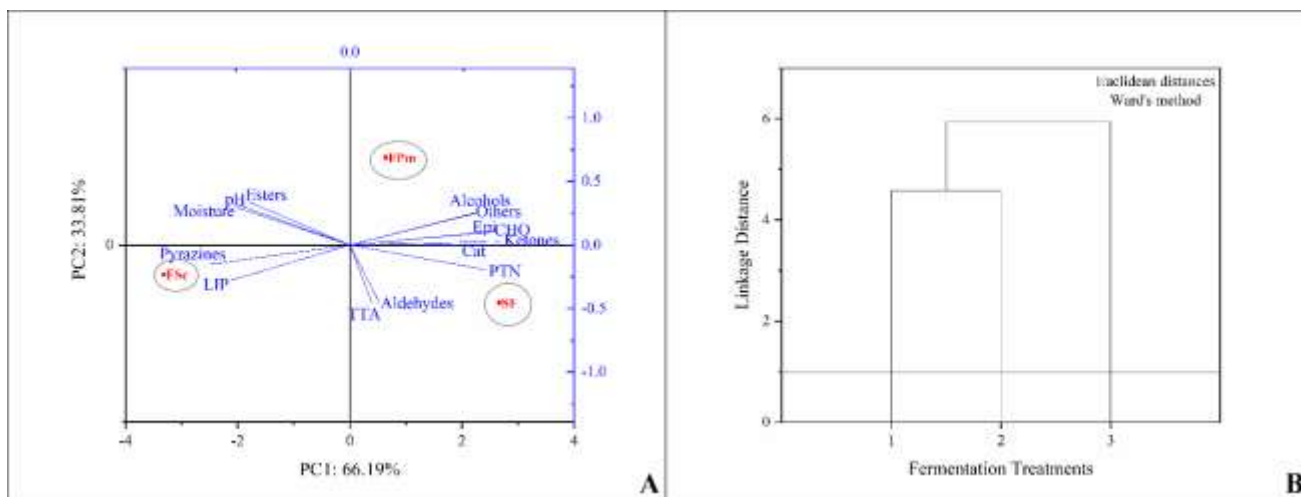 0.0
-4
-2
0
2
4
PC1: 66.19%
PC2: 33.81%
0
1.0
0.5
0.0
-0.5
-1.0
FPm
Esters
pH
Moisture
Alcohols
Others
Epi
CHO
Ketones
Cat
PTN
Pyrazines
FSc
LIP
SF
Aldehydes
TTA
A
Euclidean distances
Ward's method
Linkage Distance
6
4
2
0
1
2
3
Fermentation Treatments
B